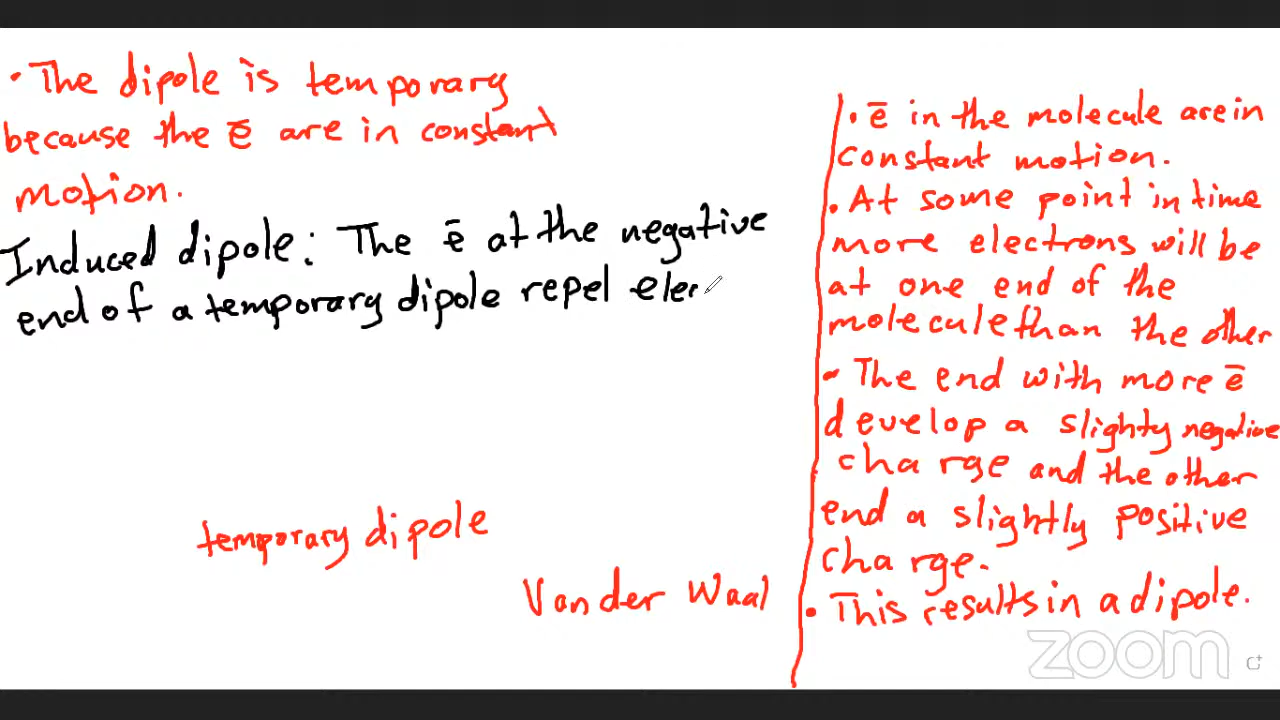 • The dipole is temporary
because the ē are in constant
motion.
Induced dipole: The ē at the negative
end of a temporary dipole repel eler
temporary dipole
Van der Waal
• ē in the molecule are in
constant motion.
• At some point in time
more electrons will be
at one end of the
molecule than the other
• The end with more ē
develop a slighty negative
charge and the other
end a slightly positive
charge.
• This results in a dipole.
zoom